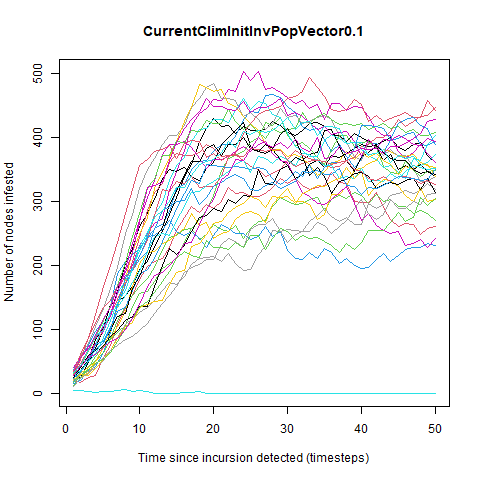 CurrentClimInitInvPopVector0.1
Number of nodes infested
500
400
300
200
100
0
0 10 20 30 40 50
Time since incursion detected (timesteps)